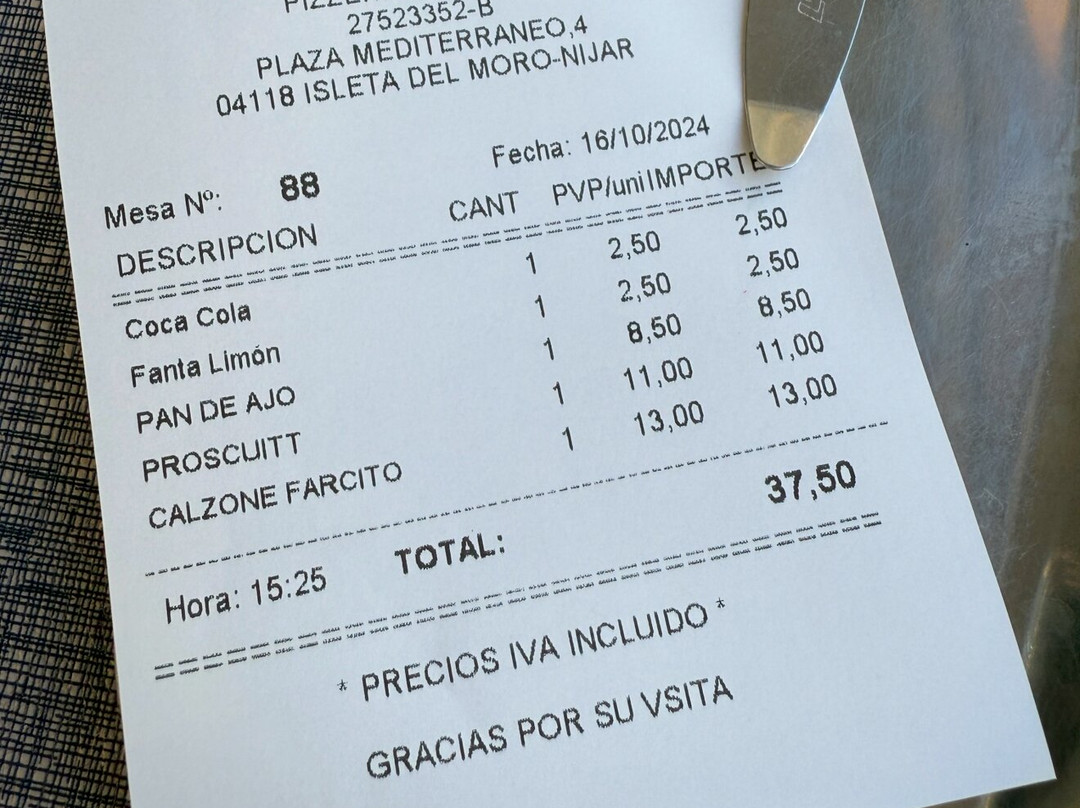 27523352-B
PLAZA MEDITERRANEO,4
04118 ISLETA DEL MORO-NIJAR
Fecha: 16/10/2024
Mesa Nº: 88
DESCRIPCION CANT PVP/uni IMPORTE
Coca Cola 1 2,50 2,50
Fanta Limón 1 2,50 2,50
PAN DE AJO 1 8,50 8,50
PROSCUITT 1 11,00 11,00
CALZONE FARCITO 1 13,00 13,00
TOTAL: 37,50
Hora: 15:25
* PRECIOS IVA INCLUIDO *
GRACIAS POR SU VSITA